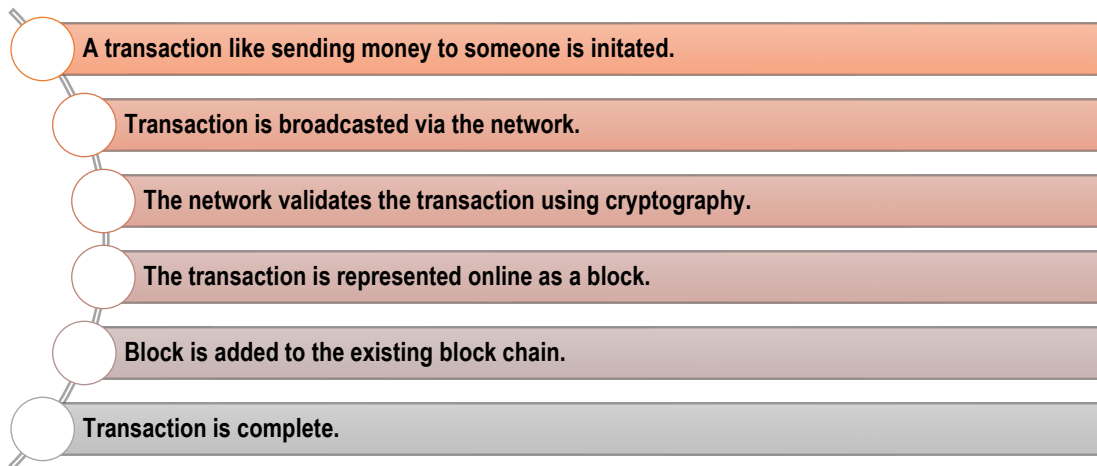 A transaction like sending money to someone is initated.
Transaction is broadcasted via the network.
The network validates the transaction using cryptography.
The transaction is represented online as a block.
Block is added to the existing block chain.
Transaction is complete.